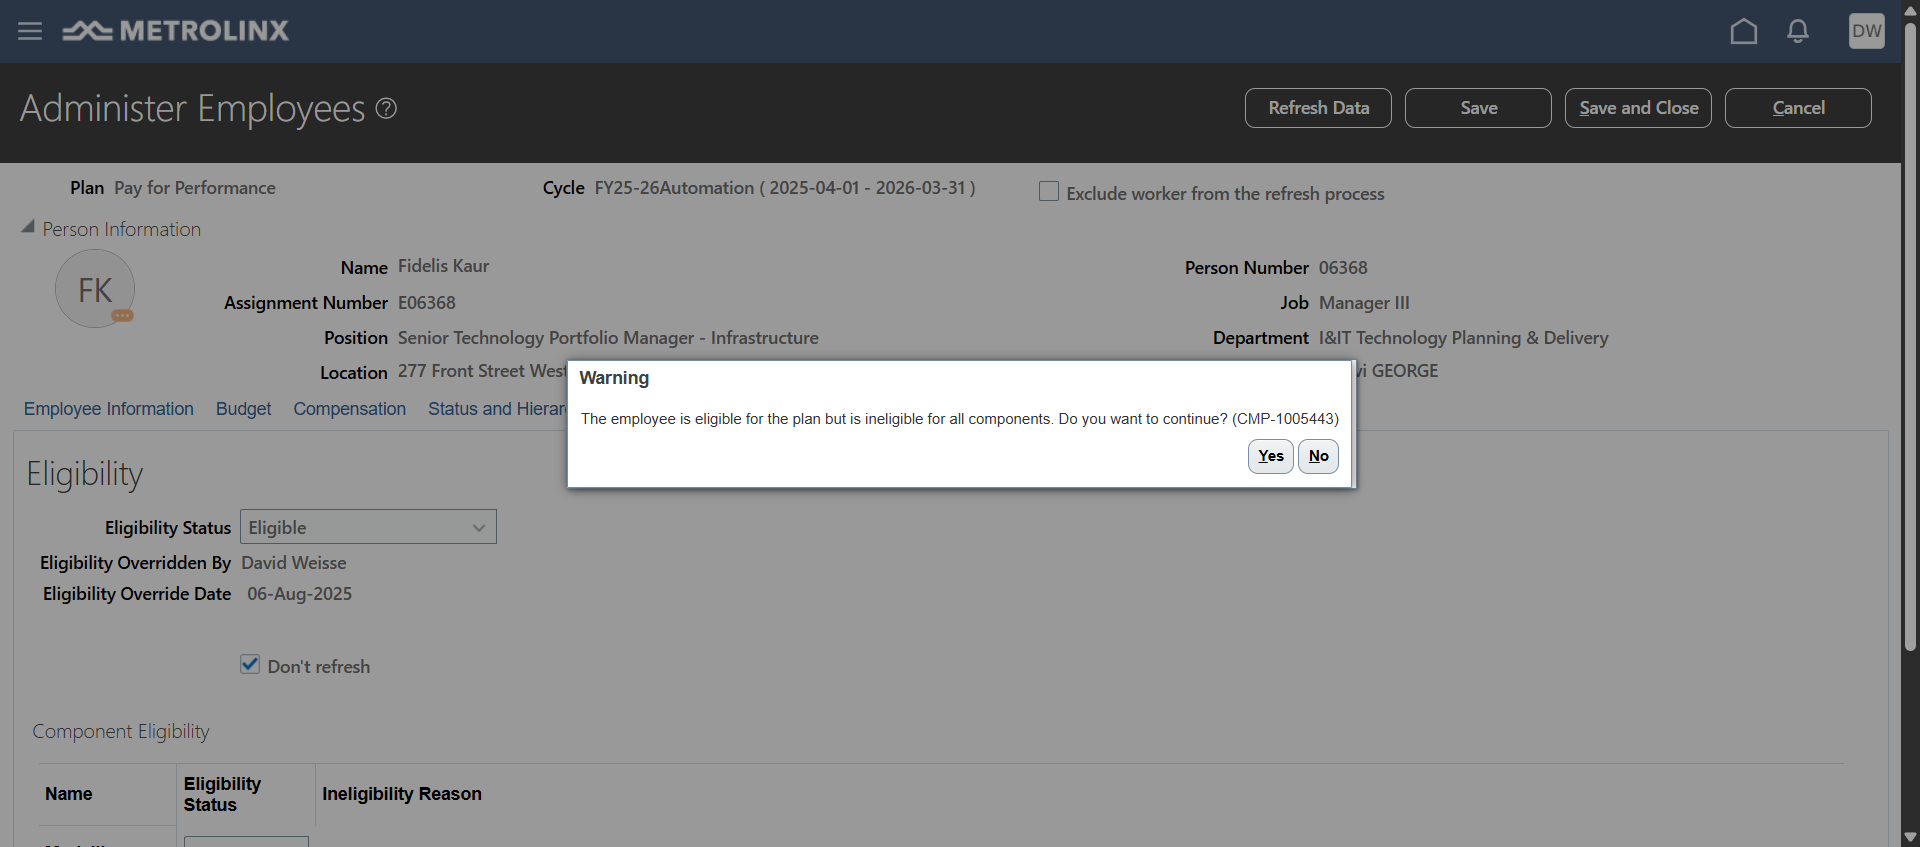 METROLINX
DW
Administer Employees ?
Refresh Data
Save
Save and Close
Cancel
Plan Pay for Performance
Cycle FY25-26Automation ( 2025-04-01 - 2026-03-31 )
Exclude worker from the refresh process
Person Information
FK
Name Fidelis Kaur
Person Number 06368
Assignment Number E06368
Job Manager III
Position Senior Technology Portfolio Manager - Infrastructure
Department I&IT Technology Planning & Delivery
Location 277 Front Street West
vi GEORGE
Employee Information
Budget
Compensation
Status and Hierar
Warning
The employee is eligible for the plan but is ineligible for all components. Do you want to continue? (CMP-1005443)
Yes
No
Eligibility
Eligibility Status Eligible
Eligibility Overridden By David Weisse
Eligibility Override Date 06-Aug-2025
Don't refresh
Component Eligibility
Name
Eligibility
Status
Ineligibility Reason